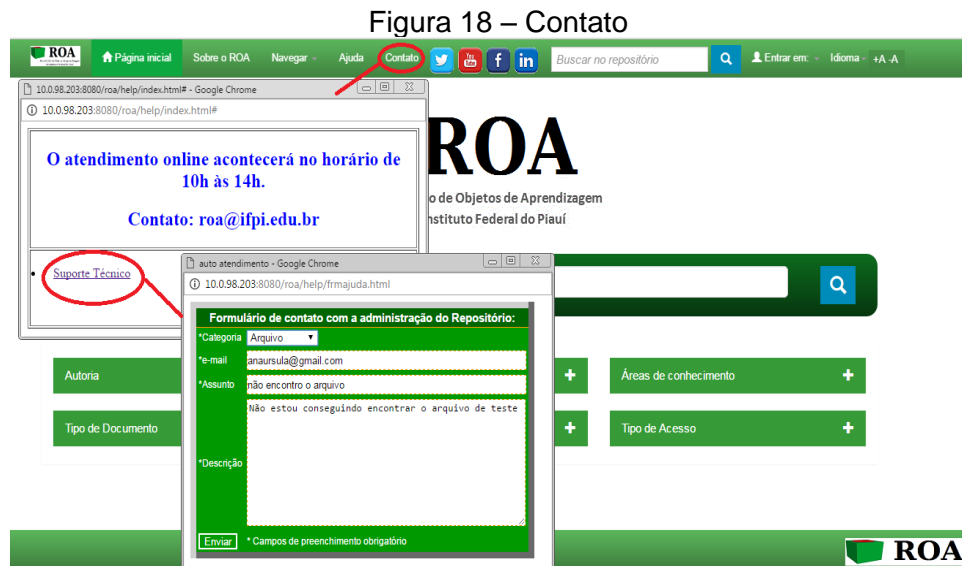 Figura 18 – Contato
ROA
Página inicial
Sobre o ROA
Navegar
Ajuda
Contato
You
Tube
f
in
Buscar no repositório
Entrar em:
Idioma
+A -A
10.0.98.203:8080/roa/help/index.html# - Google Chrome
10.0.98.203:8080/roa/help/index.html#
O atendimento online acontecerá no horário de
10h às 14h.
Contato: roa@ifpi.edu.br
Suporte Técnico
ROA
o de Objetos de Aprendizagem
nstituto Federal do Piauí
auto atendimento - Google Chrome
10.0.98.203:8080/roa/help/frmajuda.html
Formulário de contato com a administração do Repositório:
*Categoria Arquivo
*e-mail anaursula@gmail.com
*Assunto não encontro o arquivo
Não estou conseguindo encontrar o arquivo de teste
*Descrição
Enviar * Campos de preenchimento obrigatório
Autoria
Áreas de conhecimento
Tipo de Documento
Tipo de Acesso
ROA